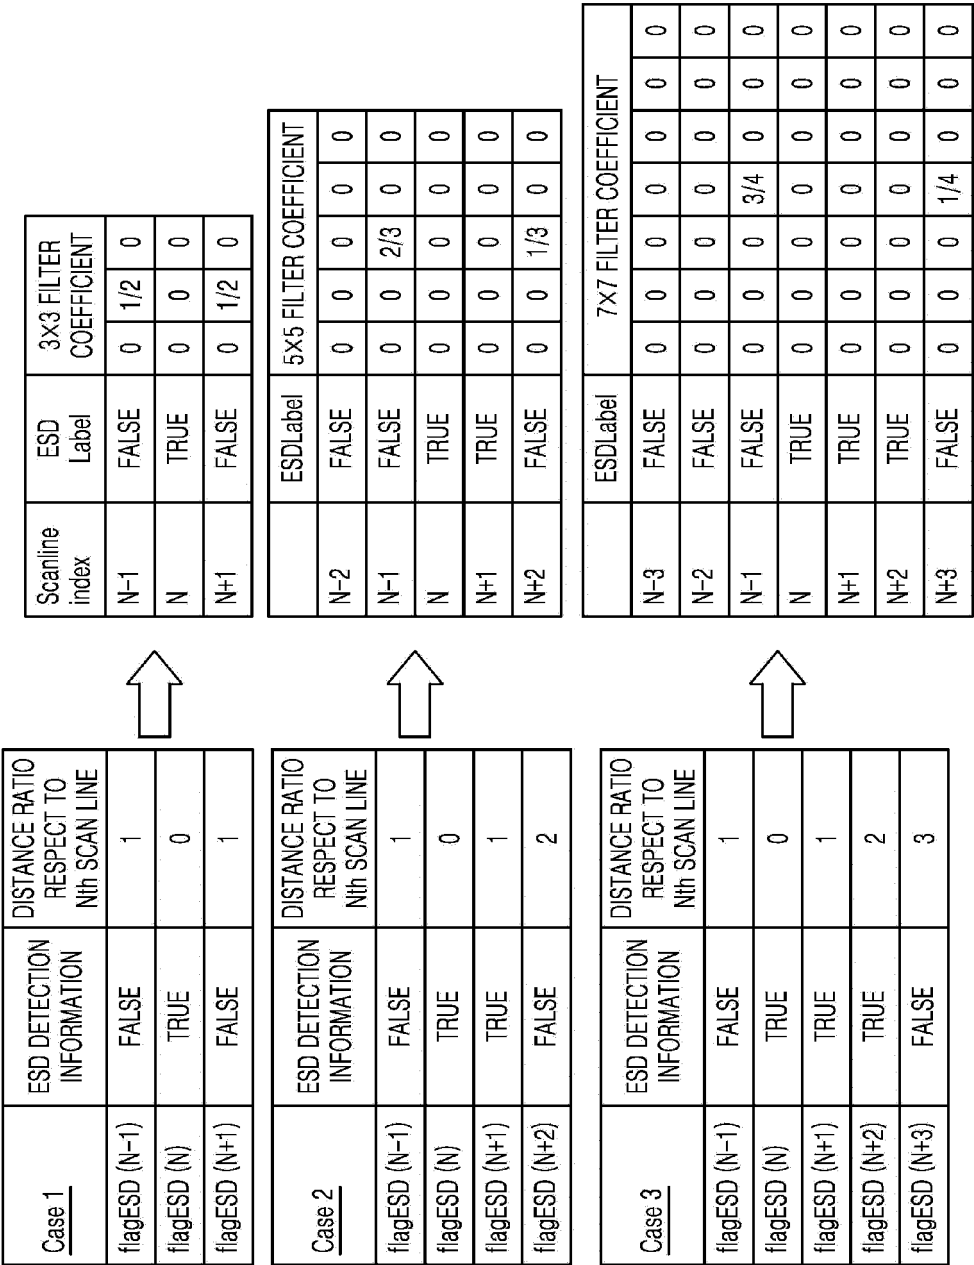 Case 1 ESD DETECTION INFORMATION DISTANCE RATIO RESPECT TO Nth SCAN LINE
flagESD (N-1) FALSE 1
flagESD (N) TRUE 0
flagESD (N+1) FALSE 1
Scanline index ESD Label 3×3 FILTER COEFFICIENT
N-1 FALSE 0 1/2 0
N TRUE 0 0 0
N+1 FALSE 0 1/2 0
Case 2 ESD DETECTION INFORMATION DISTANCE RATIO RESPECT TO Nth SCAN LINE
flagESD (N-1) FALSE 1
flagESD (N) TRUE 0
flagESD (N+1) TRUE 1
flagESD (N+2) FALSE 2
ESDLabel 5×5 FILTER COEFFICIENT
N-2 FALSE 0 0 0 0 0
N-1 FALSE 0 0 2/3 0 0
N TRUE 0 0 0 0 0
N+1 TRUE 0 0 0 0 0
N+2 FALSE 0 0 1/3 0 0
Case 3 ESD DETECTION INFORMATION DISTANCE RATIO RESPECT TO Nth SCAN LINE
flagESD (N-1) FALSE 1
flagESD (N) TRUE 0
flagESD (N+1) TRUE 1
flagESD (N+2) TRUE 2
flagESD (N+3) FALSE 3
ESDLabel 7×7 FILTER COEFFICIENT
N-3 FALSE 0 0 0 0 0 0 0
N-2 FALSE 0 0 0 0 0 0 0
N-1 FALSE 0 0 0 3/4 0 0 0
N TRUE 0 0 0 0 0 0 0
N+1 TRUE 0 0 0 0 0 0 0
N+2 TRUE 0 0 0 0 0 0 0
N+3 FALSE 0 0 0 1/4 0 0 0